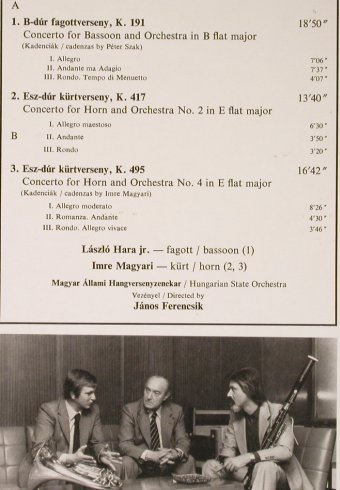 A
1. B-dúr fagottverseny, K. 191 18'50"
Concerto for Bassoon and Orchestra in B flat major
(Kadenciák / cadenzas by Péter Szak)
I. Allegro 7'06"
II. Andante ma Adagio 7'37"
III. Rondo. Tempo di Menuetto 4'07"
2. Esz-dúr kürtverseny, K. 417 13'40"
Concerto for Horn and Orchestra No. 2 in E flat major
I. Allegro maestoso 6'30"
B II. Andante 3'50"
III. Rondo 3'20"
3. Esz-dúr kürtverseny, K. 495 16'42"
Concerto for Horn and Orchestra No. 4 in E flat major
(Kadenciák / cadenzas by Imre Magyari)
I. Allegro moderato 8'26"
II. Romanza. Andante 4'30"
III. Rondo. Allegro vivace 3'46"
László Hara jr. — fagott / bassoon (1)
Imre Magyari — kürt / horn (2, 3)
Magyar Állami Hangversenyzenekar / Hungarian State Orchestra
Vezényel / Directed by
János Ferencsik